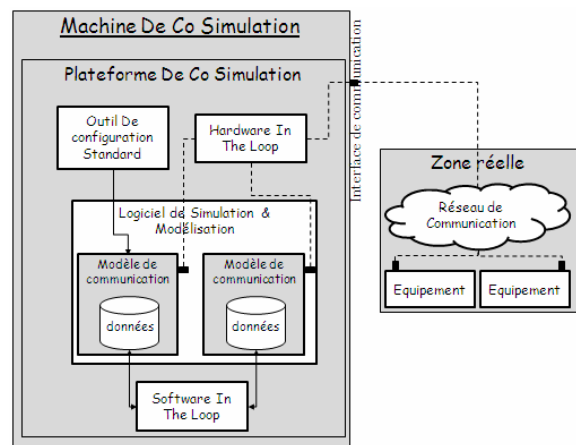 Machine De Co Simulation
Plateforme De Co Simulation
Outil De
configuration
Standard
Hardware In
The Loop
Logiciel de Simulation &
Modélisation
Modèle de
communication
données
Modèle de
communication
données
Software In
The Loop
Interface de communication
Zone réelle
Réseau de
Communication
Equipement
Equipement